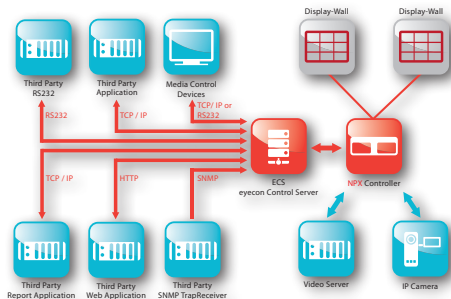 Display-Wall
Display-Wall
Third Party
RS232
Third Party
Application
Media Control
Devices
RS232
TCP / IP
TCP/ IP or
RS232
TCP / IP
HTTP
SNMP
ECS
eyecon Control Server
NPX Controller
Third Party
Report Application
Third Party
Web Application
Third Party
SNMP TrapReceiver
Video Server
IP Camera